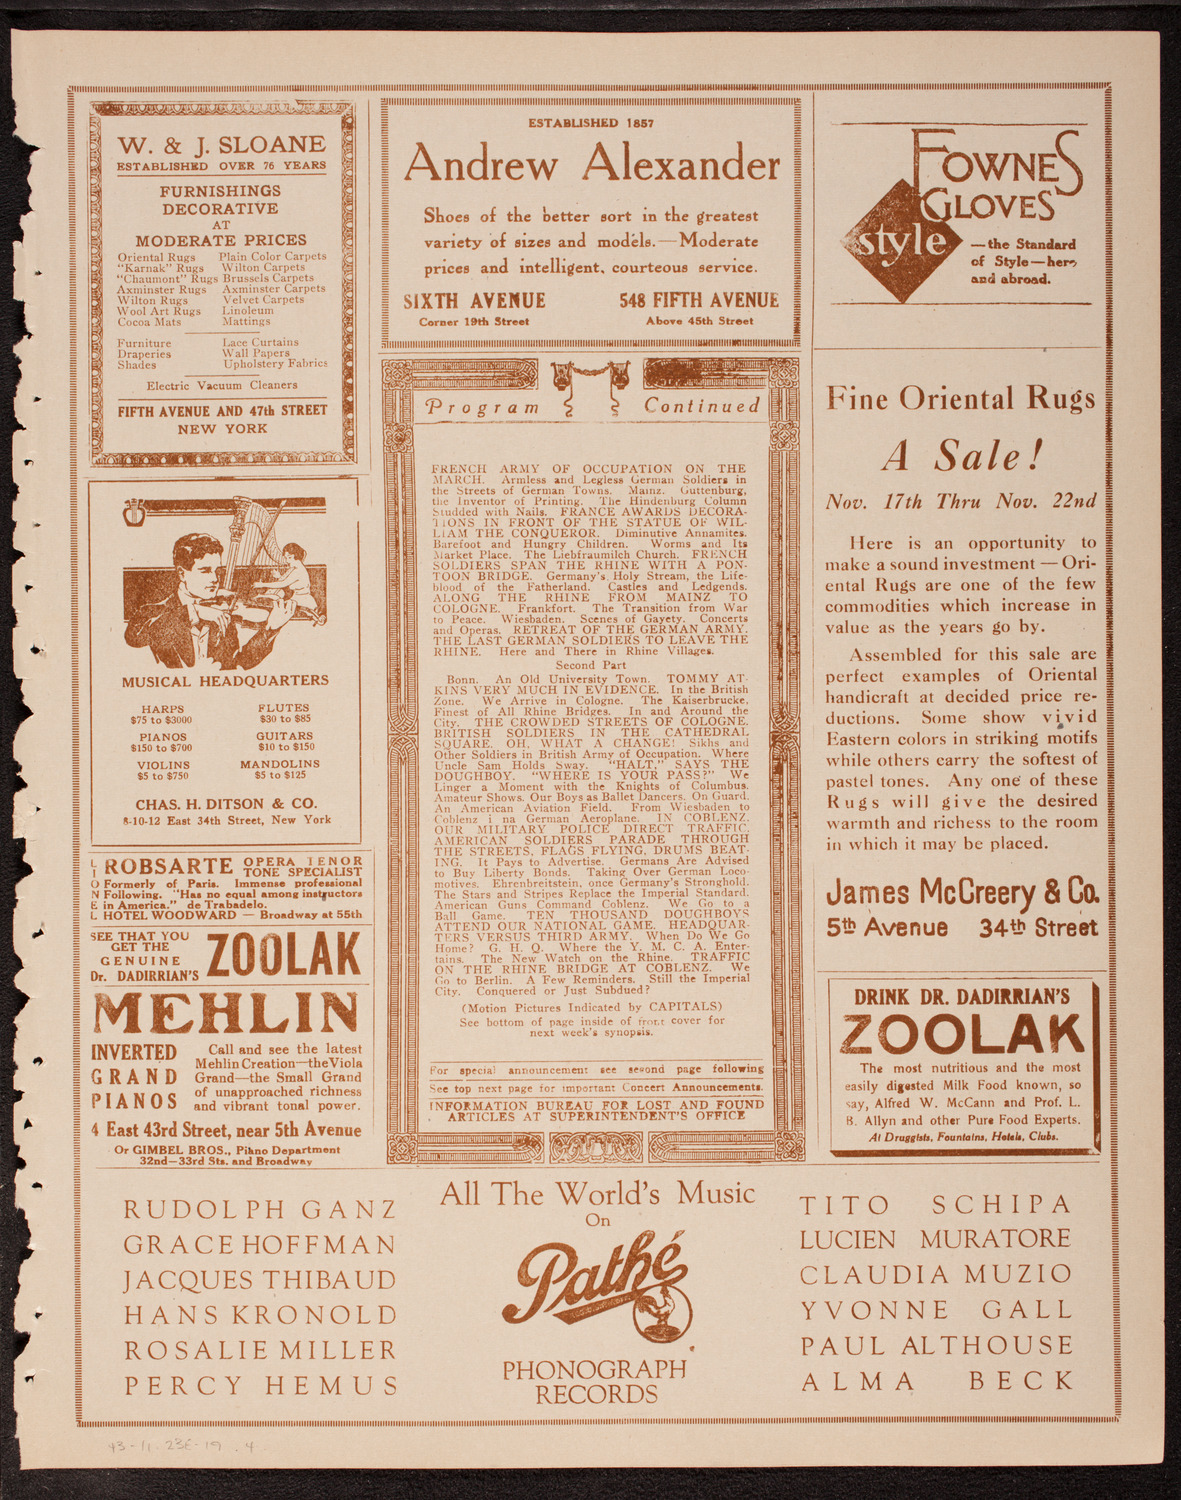 W. & J. SLOANE
ESTABLISHED OVER 76 YEARS
FURNISHINGS
DECORATIVE
AT
MODERATE PRICES
Oriental Rugs Plain Color Carpets
"Karnak" Rugs Wilton Carpets
"Chaumont" Rugs Brussels Carpets
Axminster Rugs Axminster Carpets
Wilton Rugs Velvet Carpets
Wool Art Rugs Linoleum
Cocoa Mats Mattings
Furniture Lace Curtains
Draperies Wall Papers
Shades Upholstery Fabrics
Electric Vacuum Cleaners
FIFTH AVENUE AND 47th STREET
NEW YORK
MUSICAL HEADQUARTERS
HARPS FLUTES
$75 to $3000 $30 to $85
PIANOS GUITARS
$150 to $700 $10 to $150
VIOLINS MANDOLINS
$5 to $750 $5 to $125
CHAS. H. DITSON & CO.
8-10-12 East 34th Street, New York
LIONEL ROBSARTE OPERA TENOR
TONE SPECIALIST
Formerly of Paris. Immense professional
Following. "Has no equal among instructors
in America." de Trabadelo.
HOTEL WOODWARD — Broadway at 55th
SEE THAT YOU
GET THE
GENUINE
Dr. DADIRRIAN'S ZOOLAK
MEHLIN
INVERTED
GRAND
PIANOS
Call and see the latest
Mehlin Creation—the Viola
Grand—the Small Grand
of unapproached richness
and vibrant tonal power.
4 East 43rd Street, near 5th Avenue
Or GIMBEL BROS., Piano Department
32nd—33rd Sts. and Broadway
ESTABLISHED 1857
Andrew Alexander
Shoes of the better sort in the greatest
variety of sizes and models.—Moderate
prices and intelligent, courteous service.
SIXTH AVENUE 548 FIFTH AVENUE
Corner 19th Street Above 45th Street
Program Continued
FRENCH ARMY OF OCCUPATION ON THE
MARCH. Armless and Legless German Soldiers in
the Streets of German Towns. Mainz. Guttenburg,
the Inventor of Printing. The Hindenburg Column
Studded with Nails. FRANCE AWARDS DECORA-
TIONS IN FRONT OF THE STATUE OF WIL-
LIAM THE CONQUEROR. Diminutive Annamites.
Barefoot and Hungry Children. Worms and Its
Market Place. The Liebfraumilch Church. FRENCH
SOLDIERS SPAN THE RHINE WITH A PON-
TOON BRIDGE. Germany's Holy Stream, the Life-
blood of the Fatherland. Castles and Ledgends.
ALONG THE RHINE FROM MAINZ TO
COLOGNE. Frankfort. The Transition from War
to Peace. Wiesbaden. Scenes of Gayety. Concerts
and Operas. RETREAT OF THE GERMAN ARMY.
THE LAST GERMAN SOLDIERS TO LEAVE THE
RHINE. Here and There in Rhine Villages.
Second Part
Bonn. An Old University Town. TOMMY AT-
KINS VERY MUCH IN EVIDENCE. In the British
Zone. We Arrive in Cologne. The Kaiserbrucke,
Finest of All Rhine Bridges. In and Around the
City. THE CROWDED STREETS OF COLOGNE.
BRITISH SOLDIERS IN THE CATHEDRAL
SQUARE. OH, WHAT A CHANGE! Sikhs and
Other Soldiers in British Army of Occupation. Where
Uncle Sam Holds Sway. "HALT," SAYS THE
DOUGHBOY. "WHERE IS YOUR PASS?" We
Linger a Moment with the Knights of Columbus.
Amateur Shows. Our Boys as Ballet Dancers. On Guard.
An American Aviation Field. From Wiesbaden to
Coblenz i na German Aeroplane. IN COBLENZ.
OUR MILITARY POLICE DIRECT TRAFFIC.
AMERICAN SOLDIERS PARADE THROUGH
THE STREETS, FLAGS FLYING, DRUMS BEAT-
ING. It Pays to Advertise. Germans Are Advised
to Buy Liberty Bonds. Taking Over German Loco-
motives. Ehrenbreitstein, once Germany's Stronghold.
The Stars and Stripes Replace the Imperial Standard.
American Guns Command Coblenz. We Go to a
Ball Game. TEN THOUSAND DOUGHBOYS
ATTEND OUR NATIONAL GAME. HEADQUAR-
TERS VERSUS THIRD ARMY. When Do We Go
Home? G. H. Q. Where the Y. M. C. A. Enter-
tains. The New Watch on the Rhine. TRAFFIC
ON THE RHINE BRIDGE AT COBLENZ. We
Go to Berlin. A Few Reminders. Still the Imperial
City. Conquered or Just Subdued?
(Motion Pictures Indicated by CAPITALS)
See bottom of page inside of front cover for
next week's synopsis.
For special announcement see second page following
See top next page for important Concert Announcements.
INFORMATION BUREAU FOR LOST AND FOUND
ARTICLES AT SUPERINTENDENT'S OFFICE
FOWNES
GLOVES
style
—the Standard
of Style—here
and abroad.
Fine Oriental Rugs
A Sale!
Nov. 17th Thru Nov. 22nd
Here is an opportunity to
make a sound investment—Ori-
ental Rugs are one of the few
commodities which increase in
value as the years go by.
Assembled for this sale are
perfect examples of Oriental
handicraft at decided price re-
ductions. Some show vivid
Eastern colors in striking motifs
while others carry the softest of
pastel tones. Any one of these
Rugs will give the desired
warmth and richess to the room
in which it may be placed.
James McCreery & Co.
5th Avenue 34th Street
DRINK DR. DADIRRIAN'S
ZOOLAK
The most nutritious and the most
easily digested Milk Food known, so
say, Alfred W. McCann and Prof. L.
B. Allyn and other Pure Food Experts.
At Druggists, Fountains, Hotels, Clubs.
RUDOLPH GANZ
GRACE HOFFMAN
JACQUES THIBAUD
HANS KRONOLD
ROSALIE MILLER
PERCY HEMUS
All The World's Music
On
Pathé
PHONOGRAPH
RECORDS
TITO SCHIPA
LUCIEN MURATORE
CLAUDIA MUZIO
YVONNE GALL
PAUL ALTHOUSE
ALMA BECK
43-11.23E-19.4